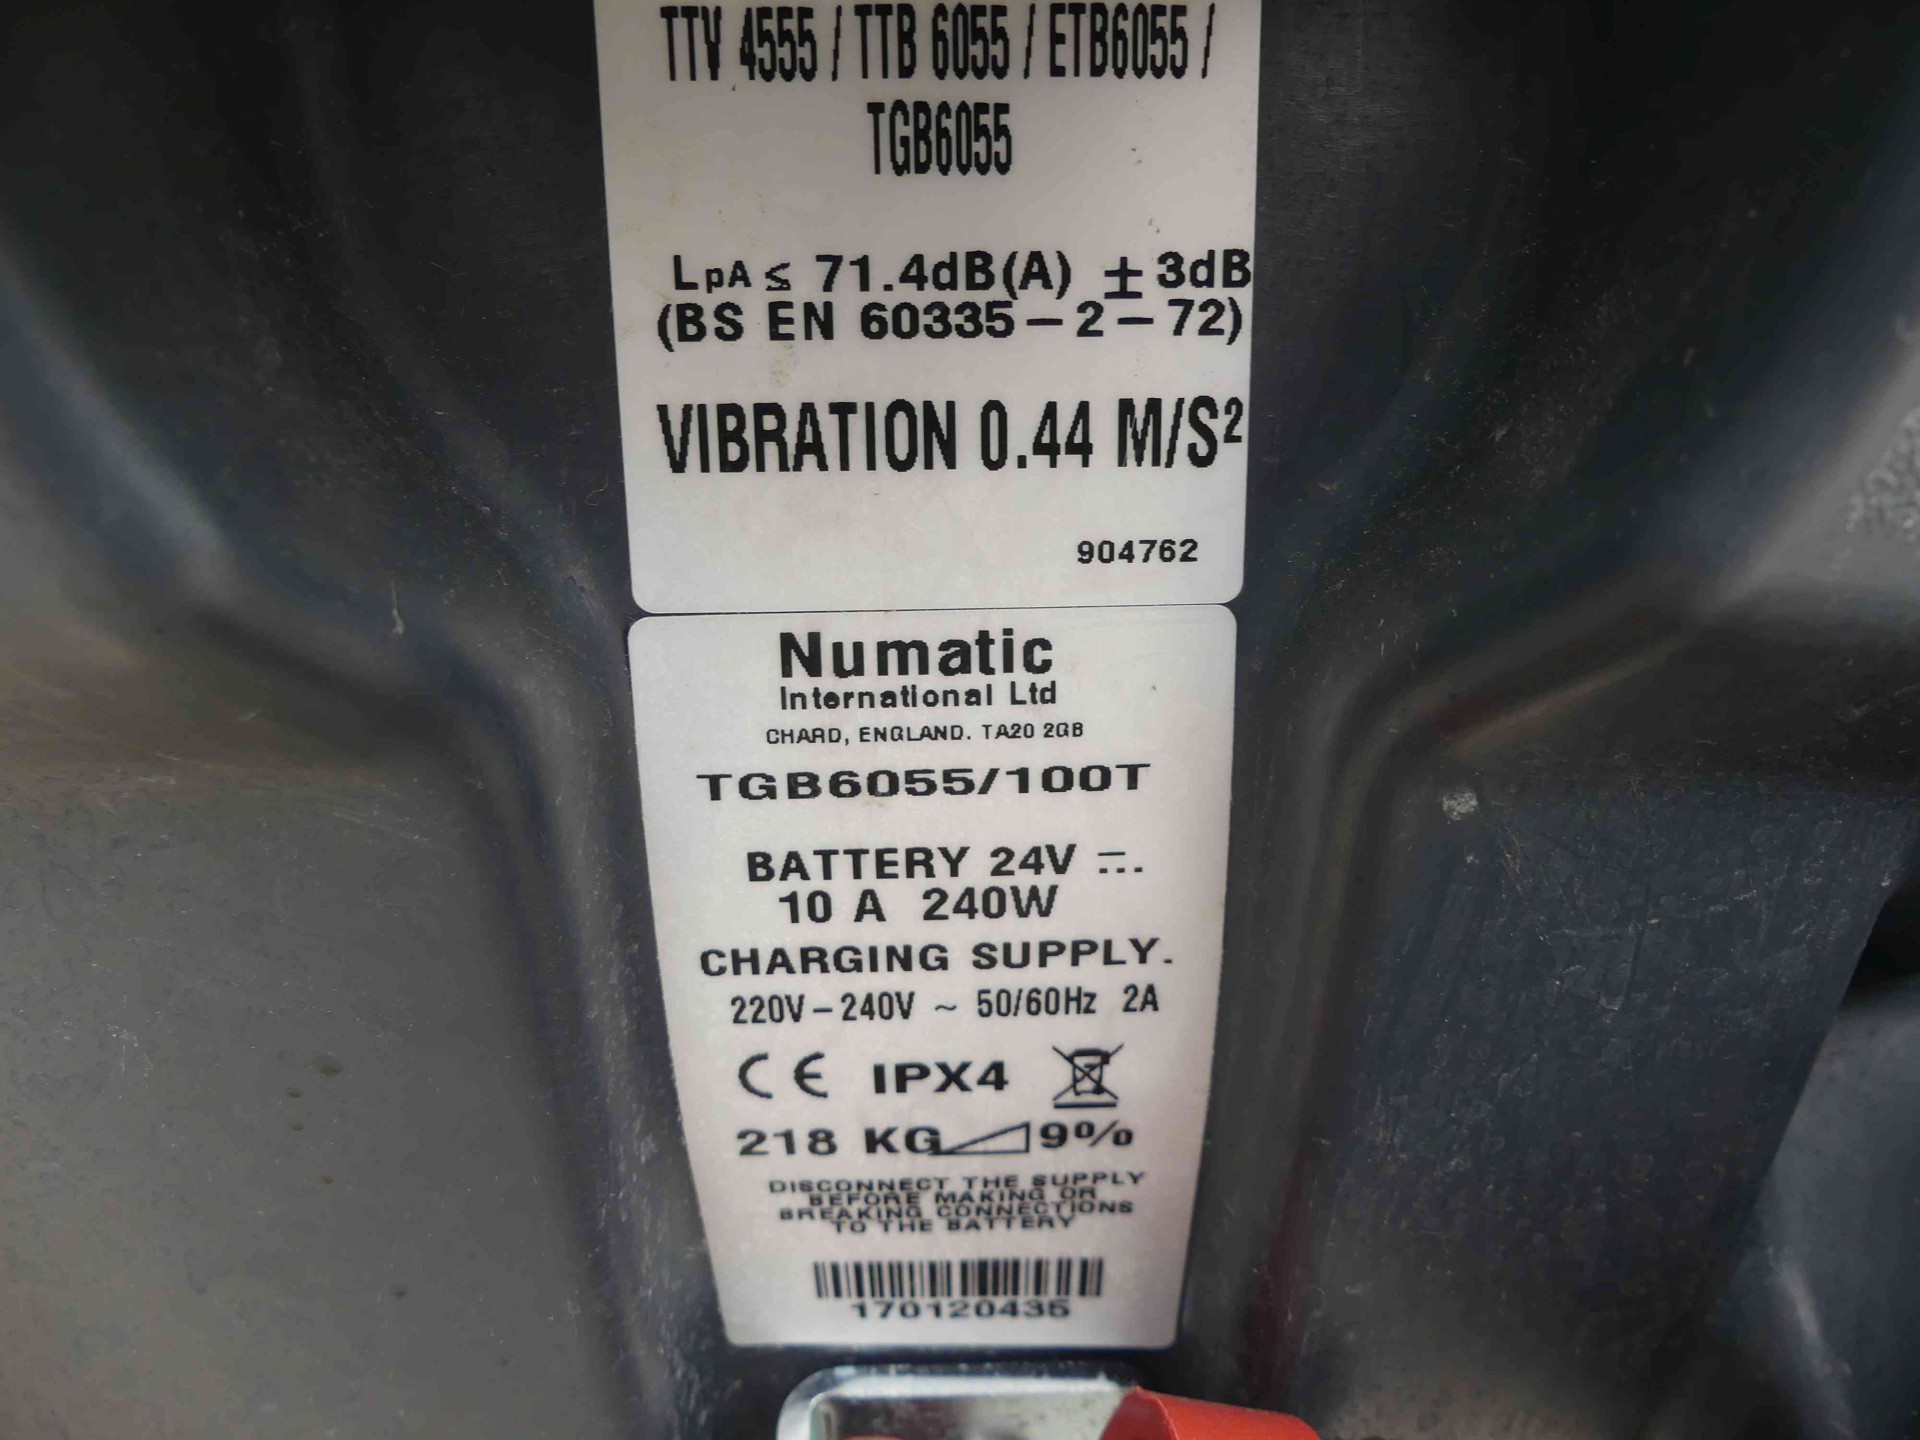 TTV 4555 / TTB 6055 / ETB6055 /
TGB6055
LpA ≤ 71.4dB(A) ± 3dB
(BS EN 60335-2-72)
VIBRATION 0.44 M/S²
904762
Numatic
International Ltd
CHARD, ENGLAND. TA20 2GB
TGB6055/100T
BATTERY 24V ⎓
10 A 240W
CHARGING SUPPLY.
220V-240V ~ 50/60Hz 2A
CE IPX4
218 KG 9%
DISCONNECT THE SUPPLY
BEFORE MAKING OR
BREAKING CONNECTIONS
TO THE BATTERY
170120435